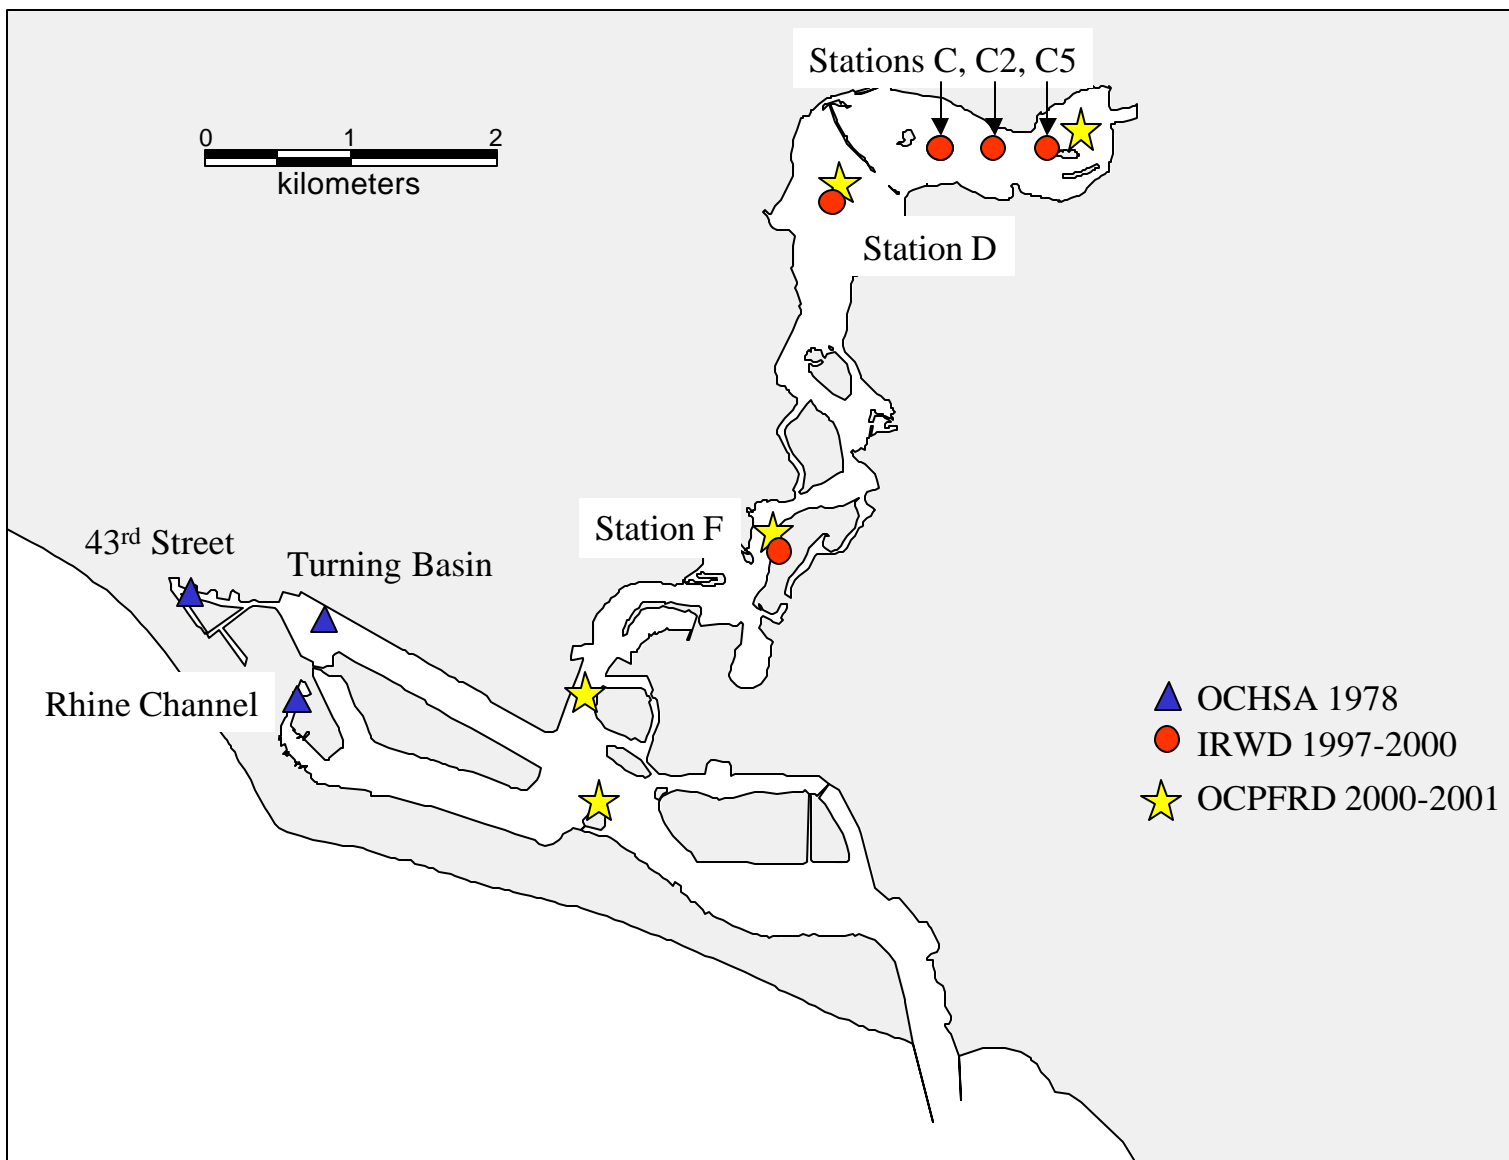 Stations C, C2, C5
0 1 2
kilometers
Station D
Station F
43rd Street
Turning Basin
Rhine Channel
OCHSA 1978
IRWD 1997-2000
OCPFRD 2000-2001